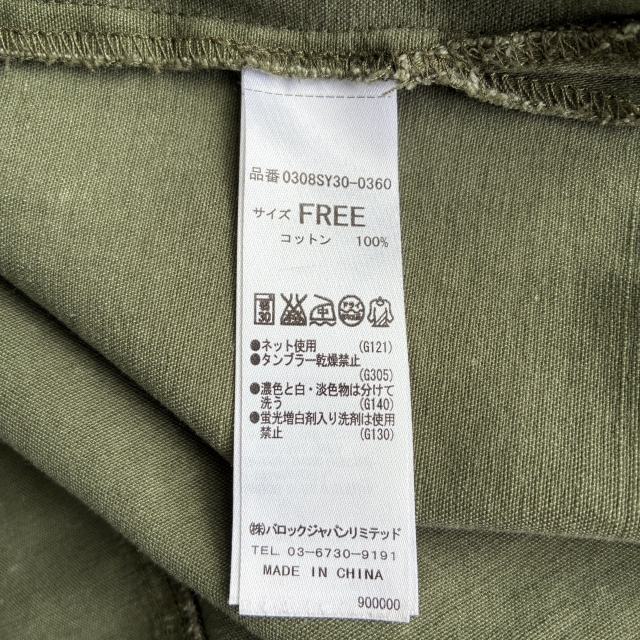 品番 0308SY30-0360
サイズ FREE
コットン 100%
●ネット使用 (G121)
●タンブラー乾燥禁止
(G305)
●濃色と白・淡色物は分けて
洗う (G140)
●蛍光増白剤入り洗剤は使用
禁止 (G130)
㈱バロックジャパンリミテッド
TEL. 03-6730-9191
MADE IN CHINA
900000